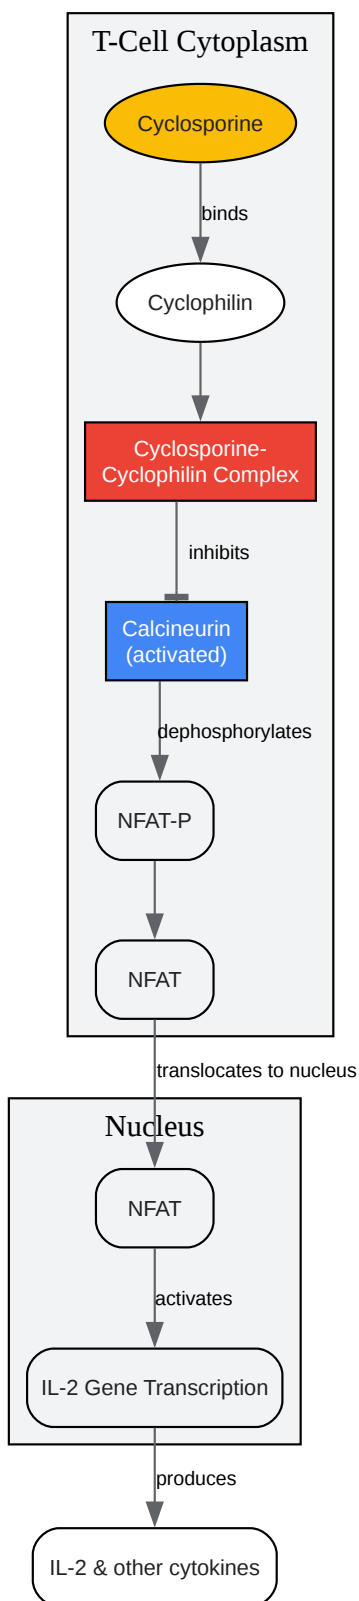 T-Cell Cytoplasm
Cyclosporine
binds
Cyclophilin
Cyclosporine-
Cyclophilin Complex
inhibits
Calcineurin
(activated)
dephosphorylates
NFAT-P
NFAT
translocates to nucleus
Nucleus
NFAT
activates
IL-2 Gene Transcription
produces
IL-2 & other cytokines